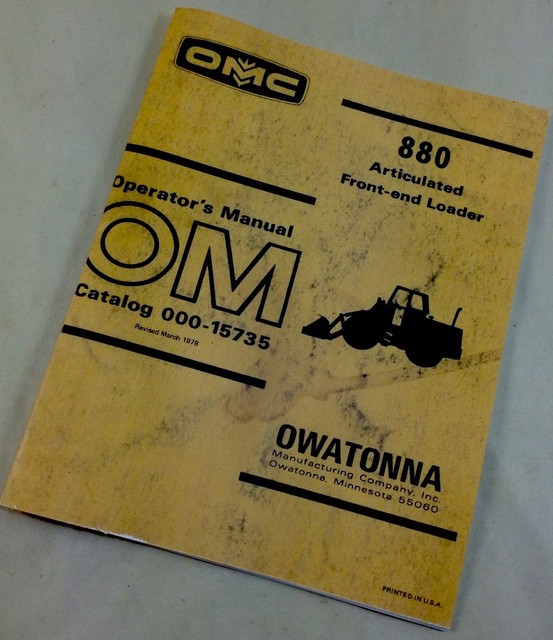 OMC
880
Articulated
Front-end Loader
Operator's Manual
OM
Catalog 000-15735
Revised March 1978
OWATONNA
Manufacturing Company, Inc.
Owatonna, Minnesota 55060
PRINTED IN U.S.A.